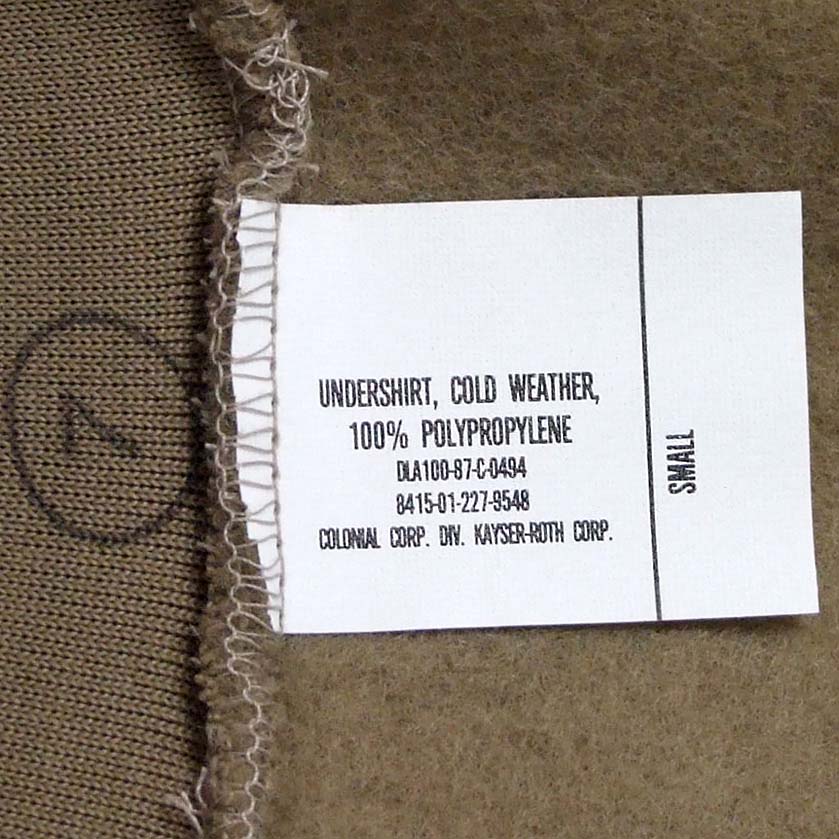 UNDERSHIRT, COLD WEATHER,
100% POLYPROPYLENE
DLA100-87-C-0494
8415-01-227-9548
COLONIAL CORP. DIV. KAYSER-ROTH CORP.
SMALL